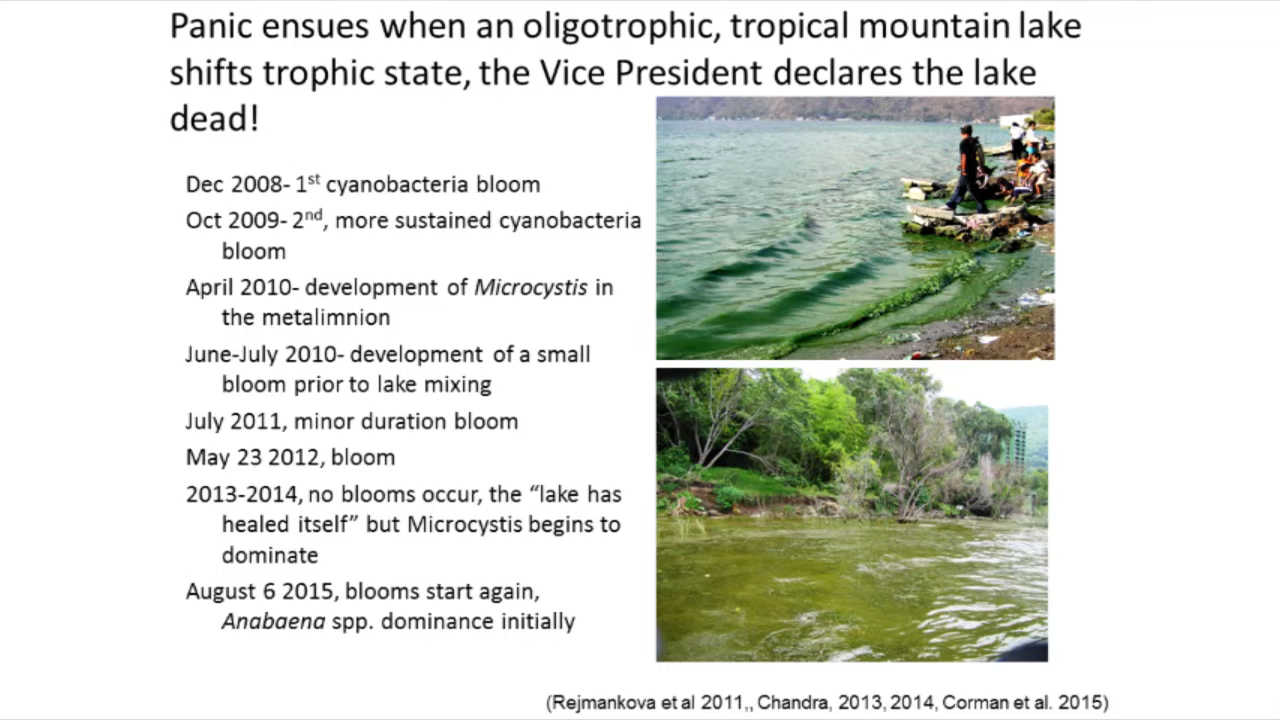 Panic ensues when an oligotrophic, tropical mountain lake
shifts trophic state, the Vice President declares the lake
dead!
Dec 2008- 1st cyanobacteria bloom
Oct 2009- 2nd, more sustained cyanobacteria
bloom
April 2010- development of Microcystis in
the metalimnion
June-July 2010- development of a small
bloom prior to lake mixing
July 2011, minor duration bloom
May 23 2012, bloom
2013-2014, no blooms occur, the “lake has
healed itself” but Microcystis begins to
dominate
August 6 2015, blooms start again,
Anabaena spp. dominance initially
(Rejmankova et al 2011,, Chandra, 2013, 2014, Corman et al. 2015)